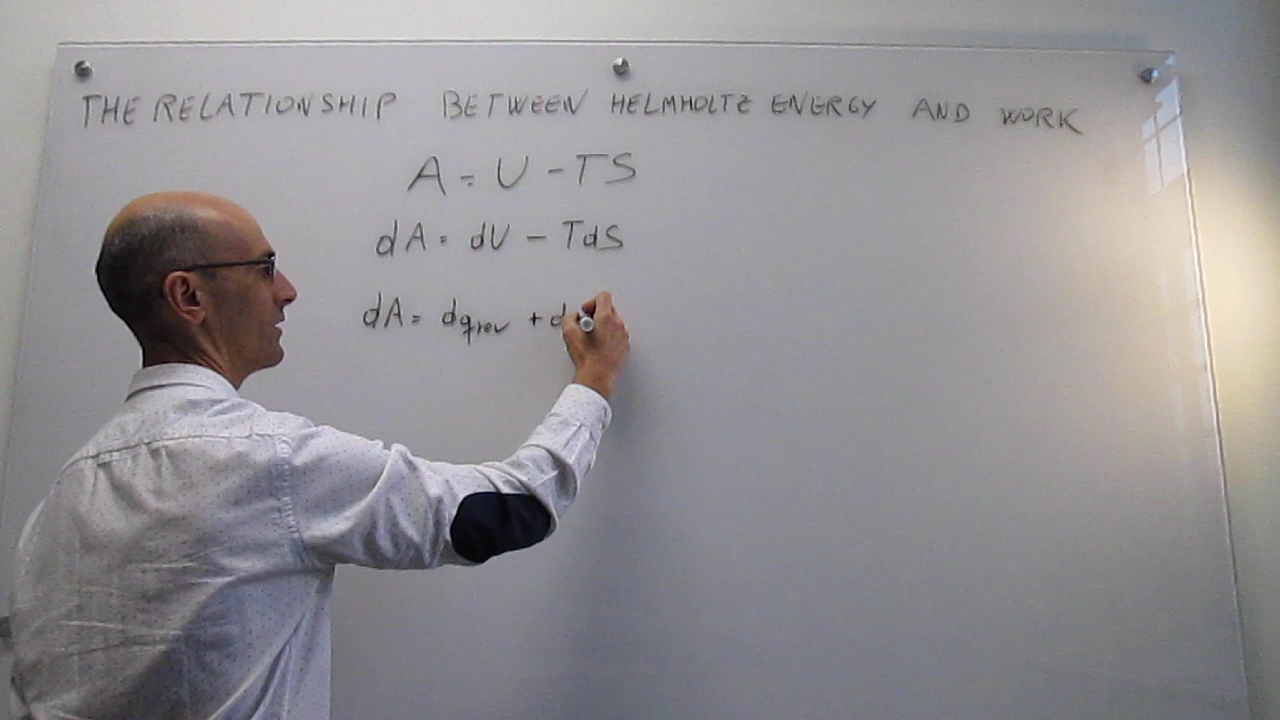 THE RELATIONSHIP BETWEEN HELMHOLTZ ENERGY AND WORK
A = U - TS
dA = dU - TdS
dA = dqrev + d